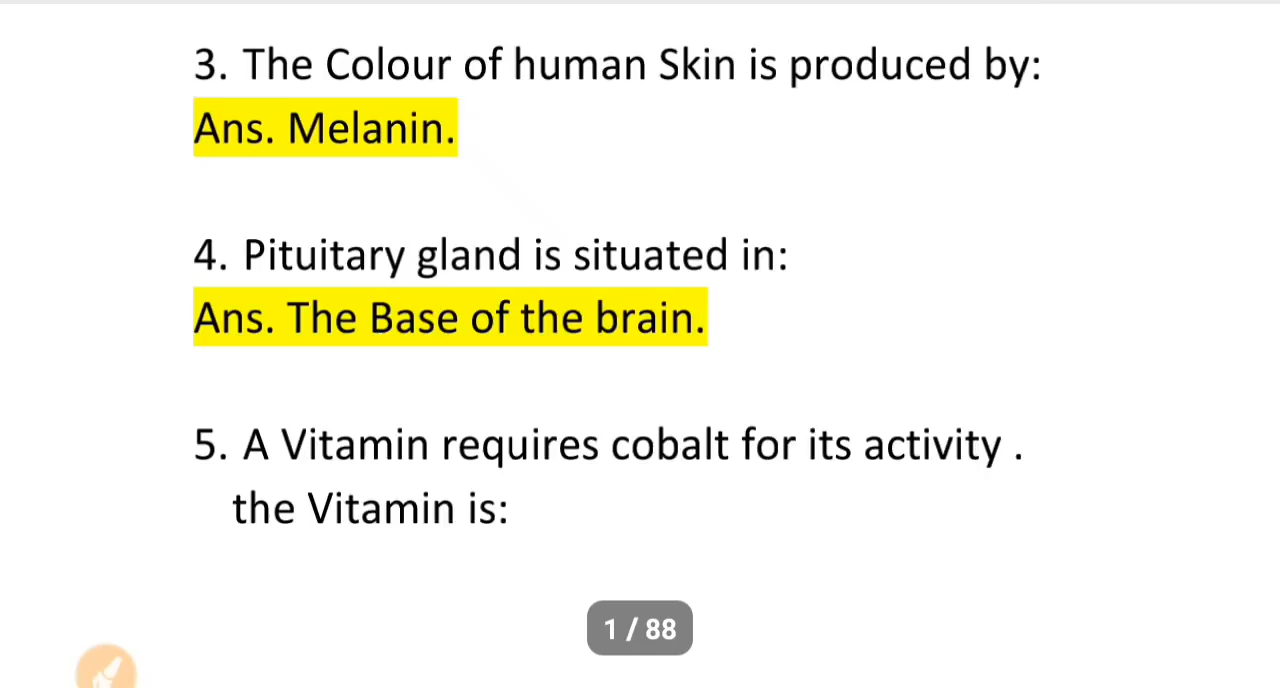 3. The Colour of human Skin is produced by:
Ans. Melanin.
4. Pituitary gland is situated in:
Ans. The Base of the brain.
5. A Vitamin requires cobalt for its activity .
the Vitamin is:
1 / 88